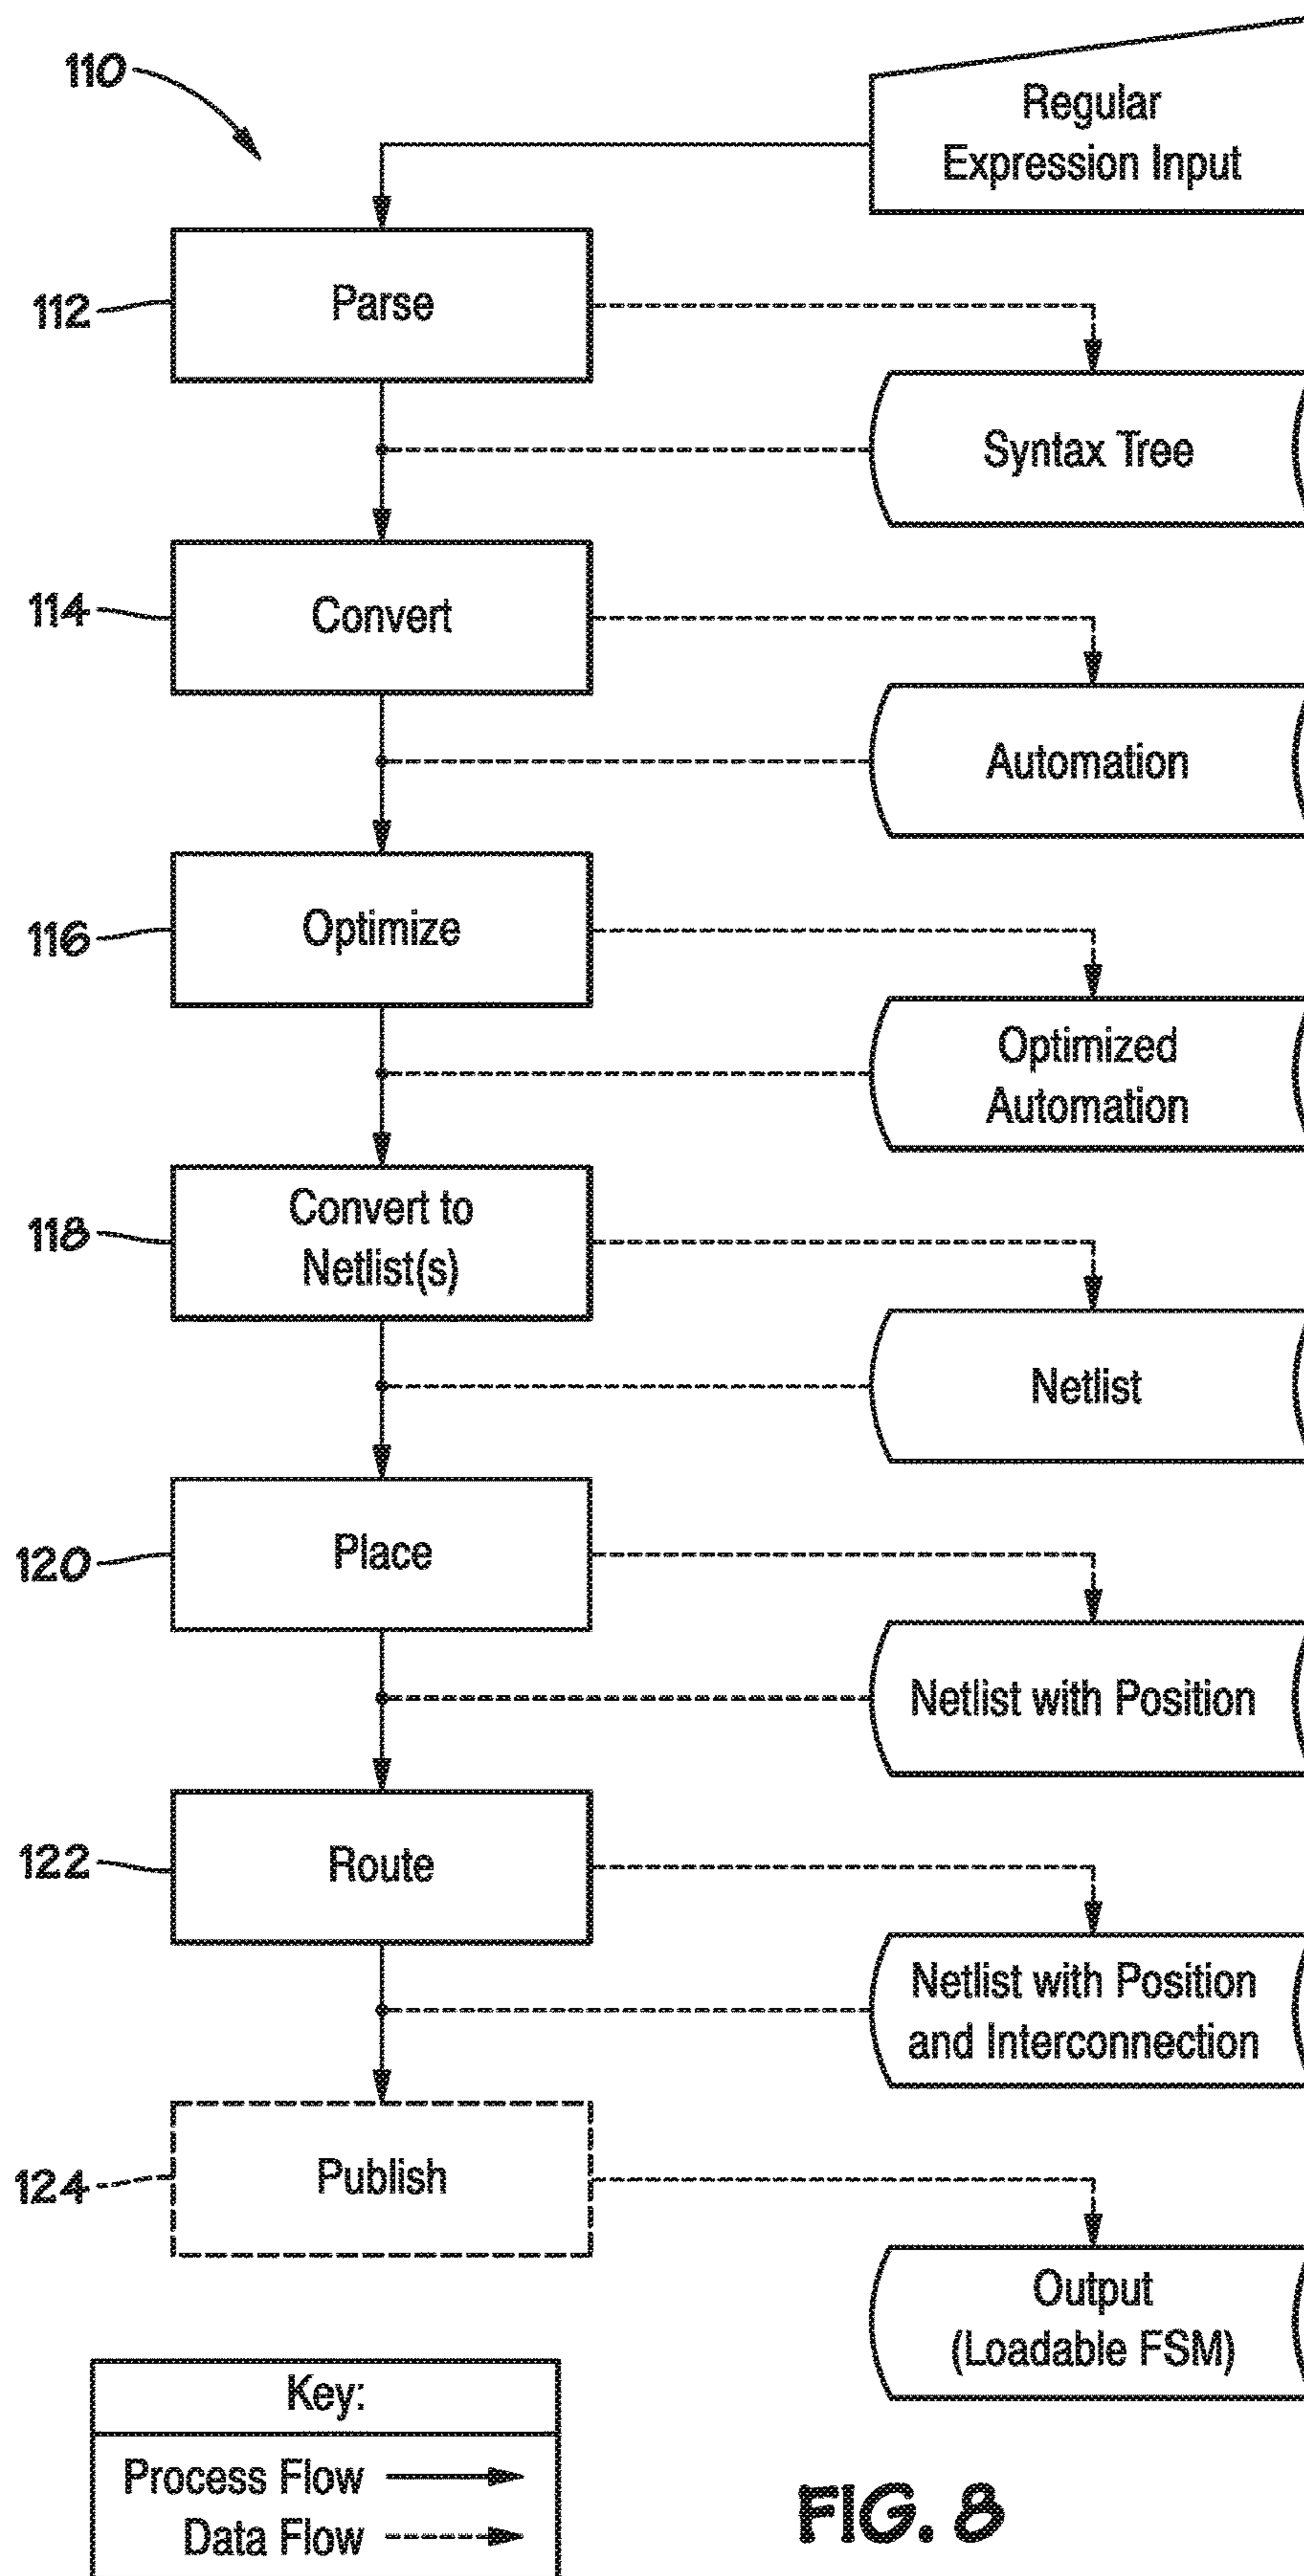 110
Regular
Expression Input
112
Parse
Syntax Tree
114
Convert
Automation
116
Optimize
Optimized
Automation
118
Convert to
Netlist(s)
Netlist
120
Place
Netlist with Position
122
Route
Netlist with Position
and Interconnection
124
Publish
Output
(Loadable FSM)
Key:
Process Flow
Data Flow
FIG. 8